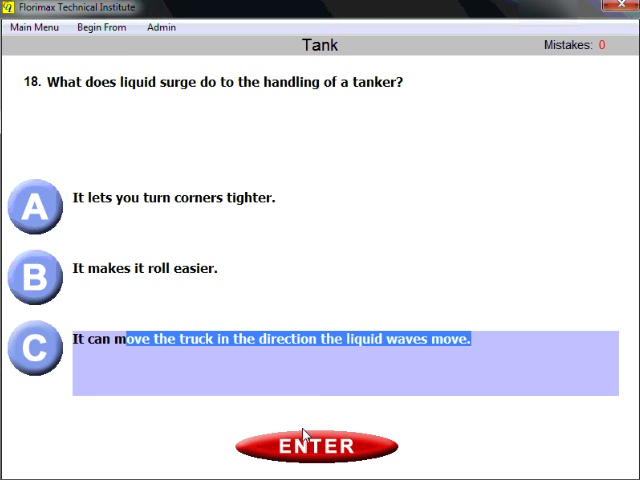 Florimax Technical Institute
Main Menu Begin From Admin
Tank Mistakes: 0
18. What does liquid surge do to the handling of a tanker?
A It lets you turn corners tighter.
B It makes it roll easier.
C It can move the truck in the direction the liquid waves move.
ENTER